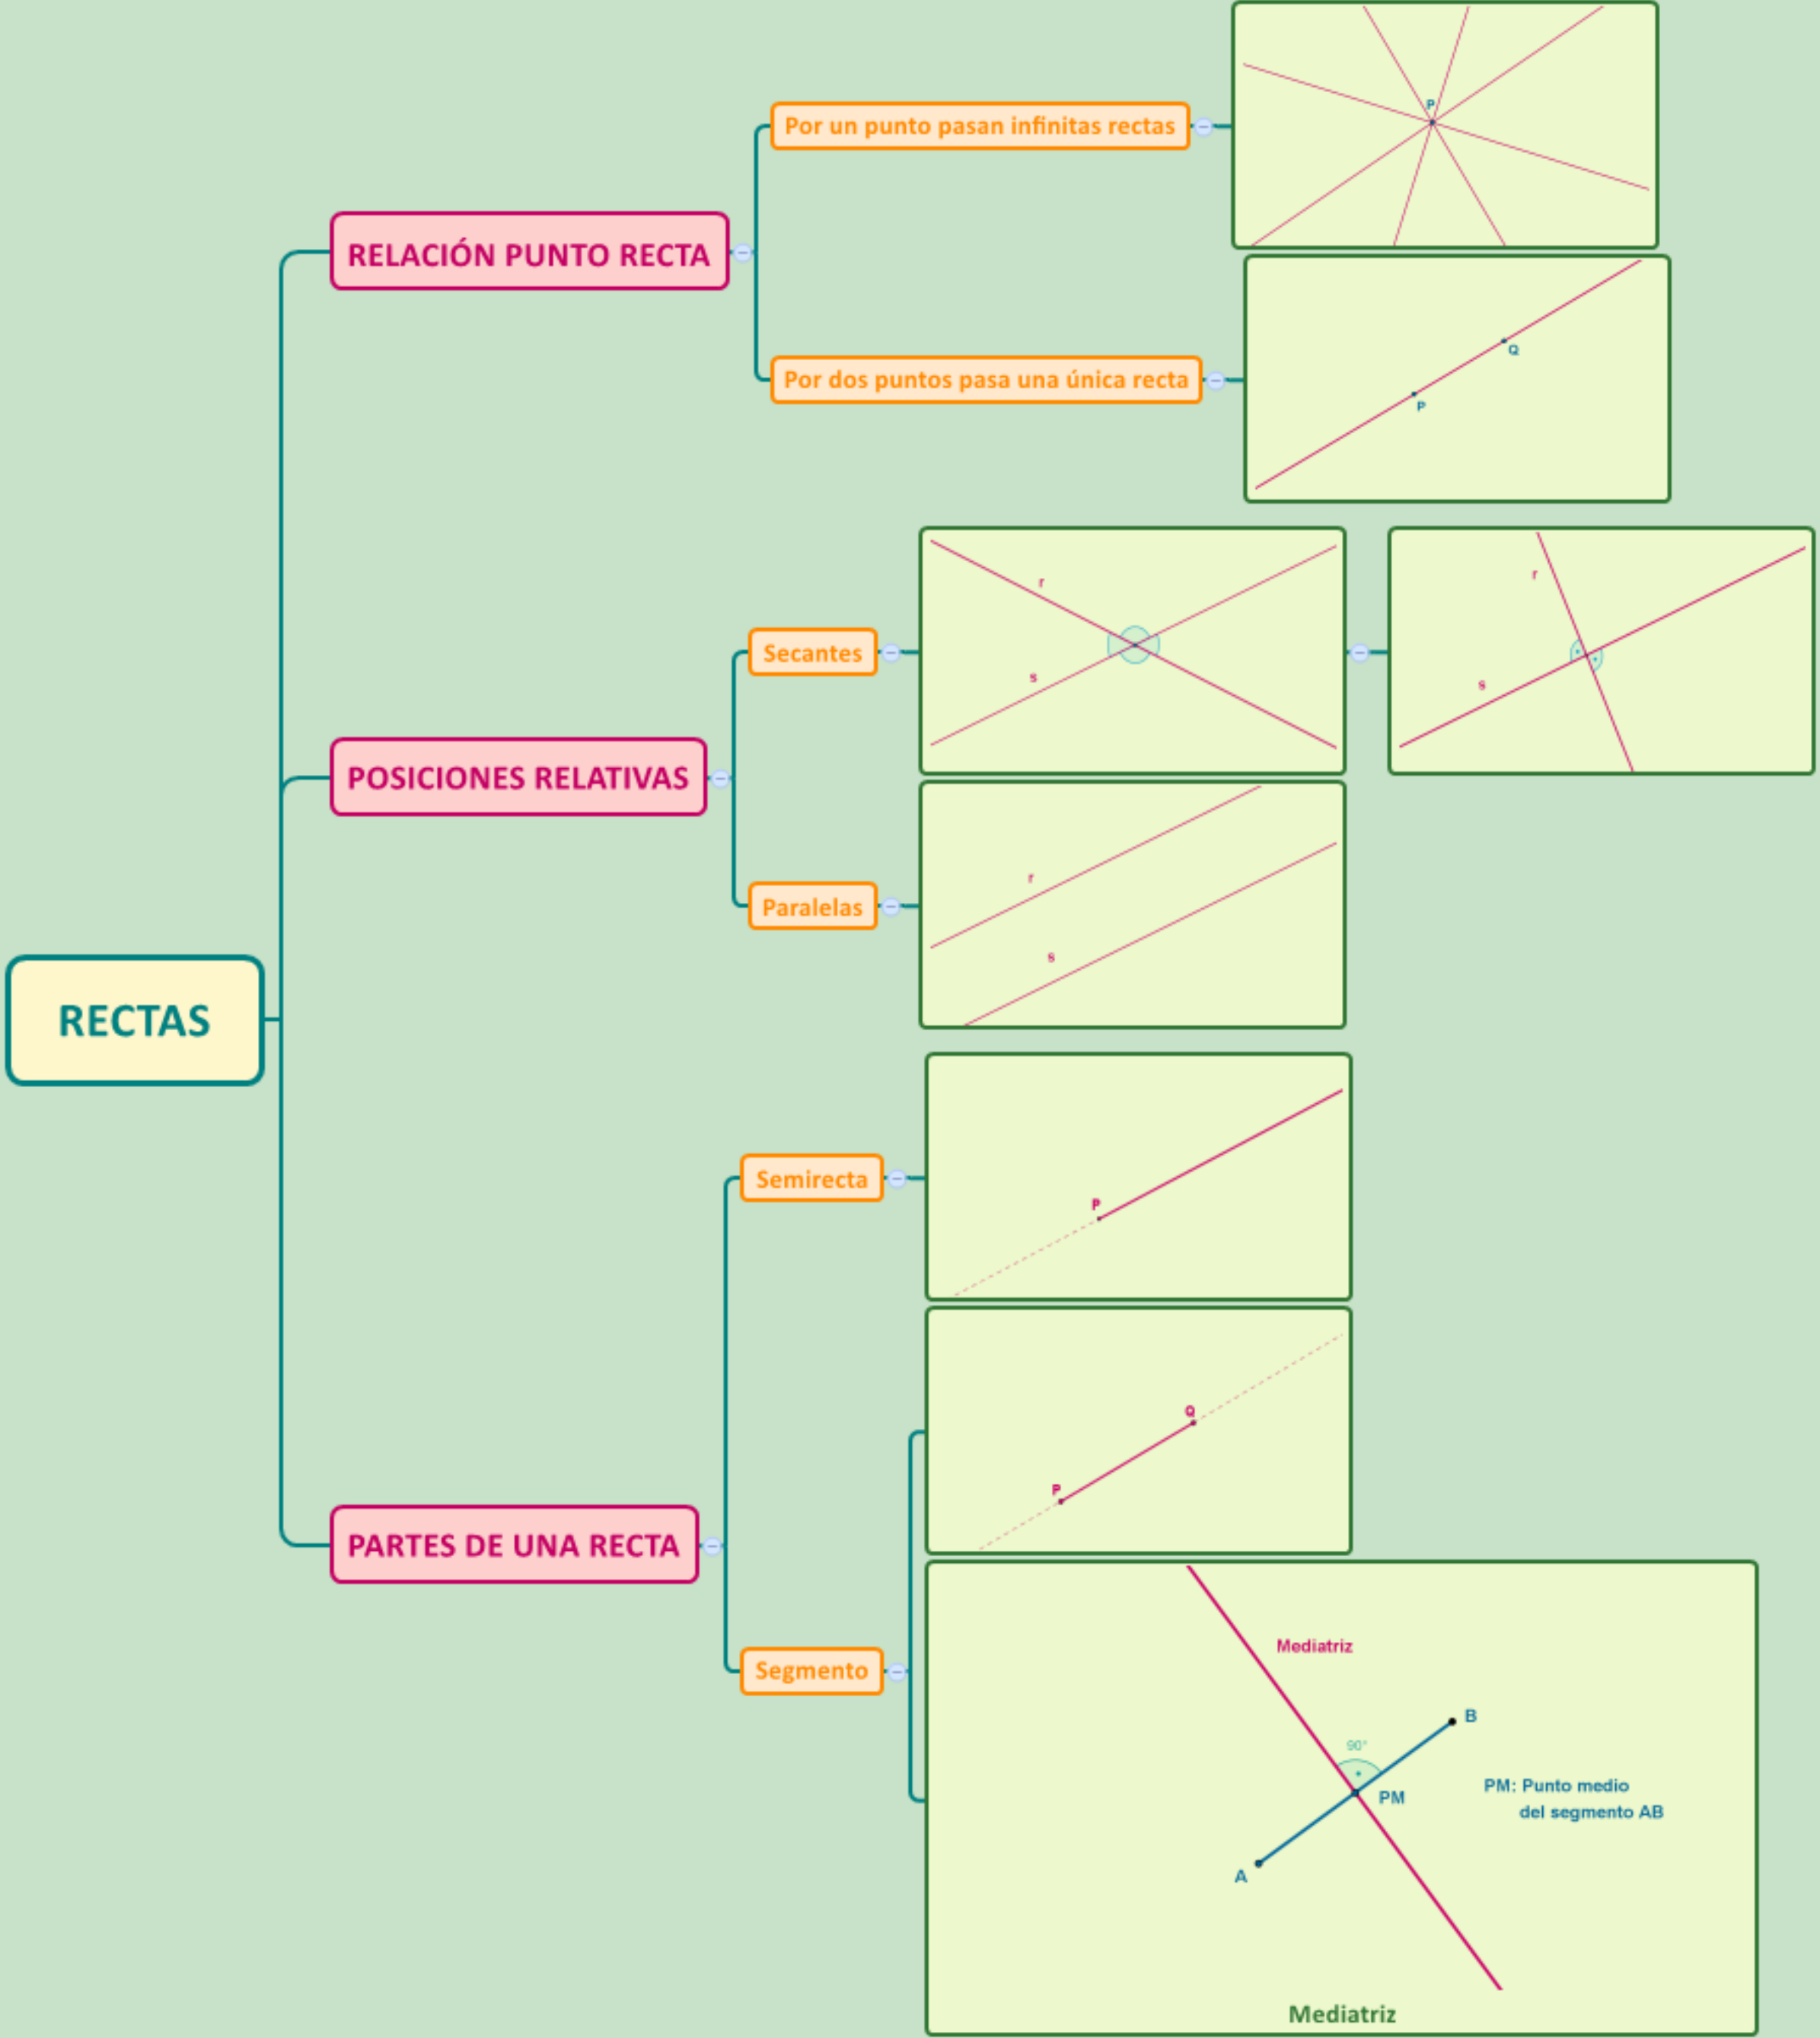 P
Por un punto pasan infinitas rectas
RELACIÓN PUNTO RECTA
Q
Por dos puntos pasa una única recta
P
r
s
r
s
Secantes
POSICIONES RELATIVAS
r
s
Paralelas
RECTAS
P
Semirecta
Q
P
PARTES DE UNA RECTA
Segmento
Mediatriz
B
90°
PM
PM: Punto medio
del segmento AB
A
Mediatriz